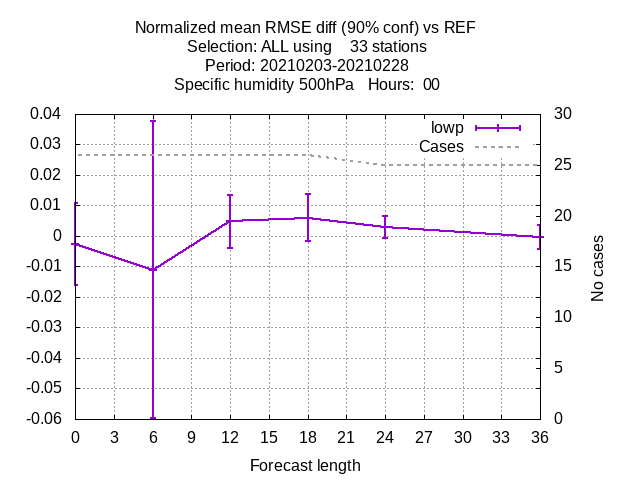 Normalized mean RMSE diff (90% conf) vs REF
Selection: ALL using    33 stations
Period: 20210203-20210228
Specific humidity 500hPa   Hours:  00
lowp
Cases
0.04
0.03
0.02
0.01
0
-0.01
-0.02
-0.03
-0.04
-0.05
-0.06
30
25
20
15
10
5
0
No cases
0 3 6 9 12 15 18 21 24 27 30 33 36
Forecast length